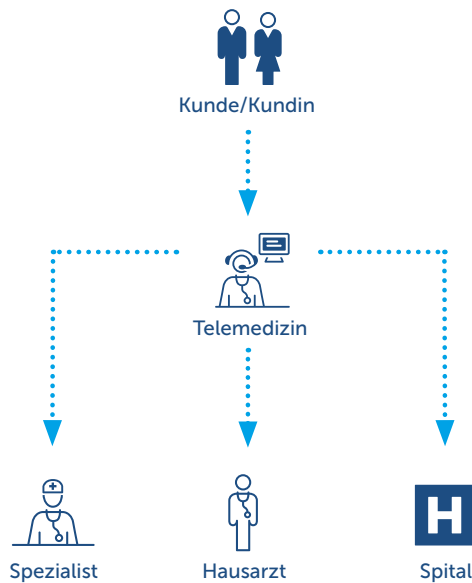 Kunde/Kundin
Telemedizin
H
Spezialist
Hausarzt
Spital